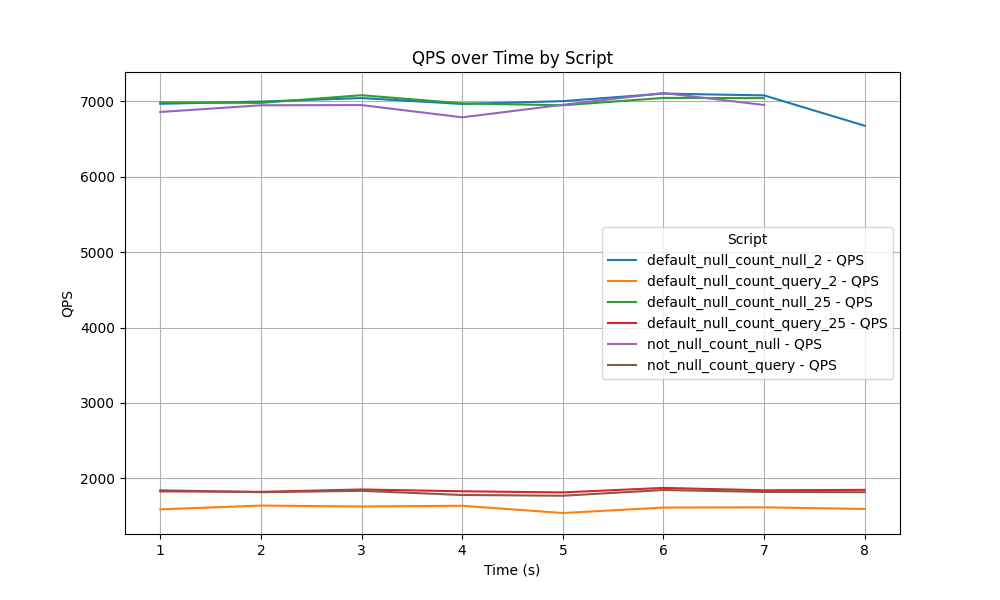 QPS over Time by Script
7000
6000
5000
4000
3000
2000
QPS
Script
default_null_count_null_2 - QPS
default_null_count_query_2 - QPS
default_null_count_null_25 - QPS
default_null_count_query_25 - QPS
not_null_count_null - QPS
not_null_count_query - QPS
1 2 3 4 5 6 7 8
Time (s)